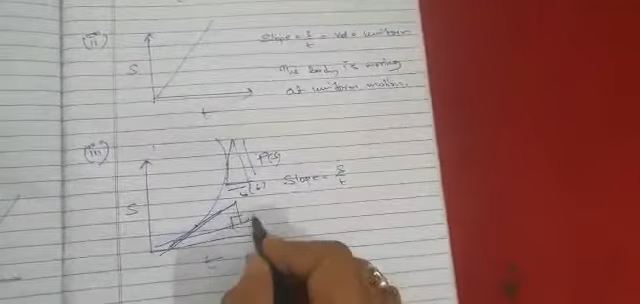 (ii)
S
t
Slope = S/t = vel = uniform
The body is moving
at uniform motion.
(iii)
S
t
Slope = S/t